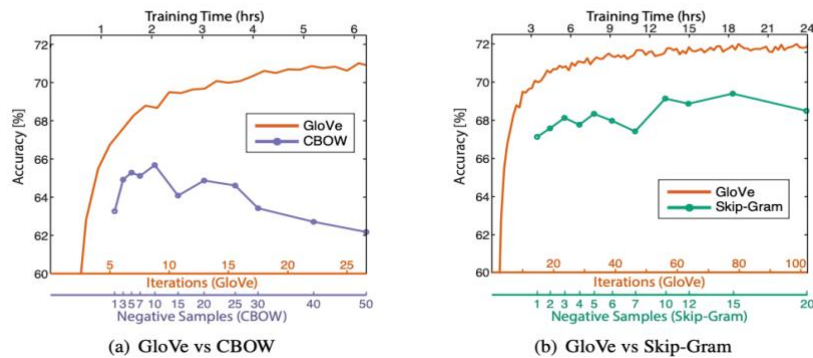 Training Time (hrs)
1 2 3 4 5 6
72
70
68
66
64
62
60
Accuracy [%]
GloVe
CBOW
5 10 15 20 25
Iterations (GloVe)
1 3 5 7 10 15 20 25 30 40 50
Negative Samples (CBOW)
(a) GloVe vs CBOW
Training Time (hrs)
3 6 9 12 15 18 21 24
72
70
68
66
64
62
60
Accuracy [%]
GloVe
Skip-Gram
20 40 60 80 100
Iterations (GloVe)
1 2 3 4 5 6 7 10 12 15 20
Negative Samples (Skip-Gram)
(b) GloVe vs Skip-Gram